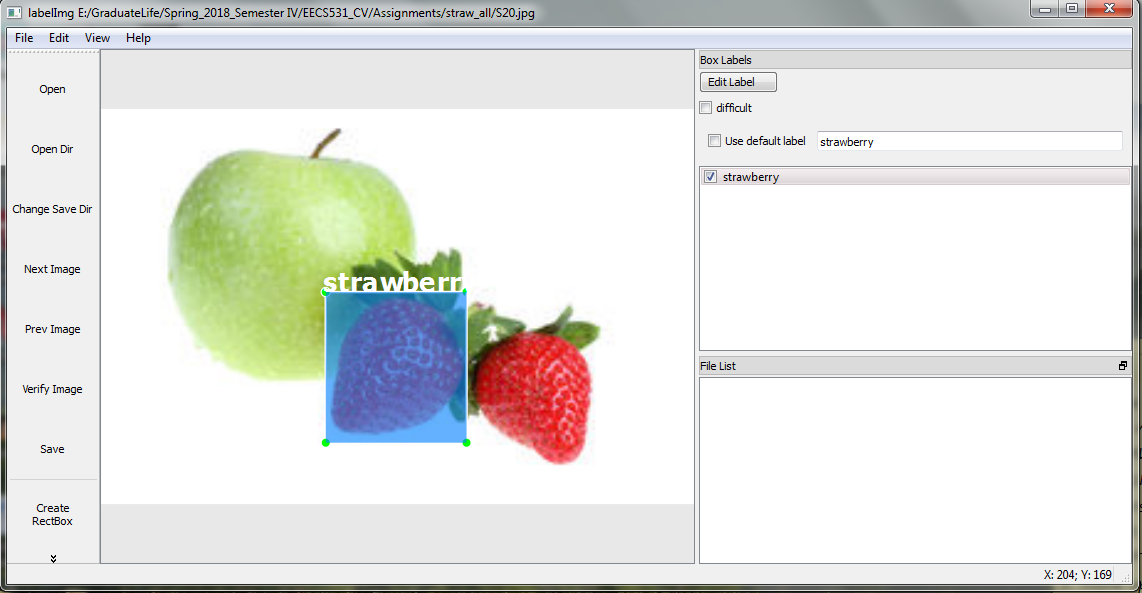 labelImg E:/GraduateLife/Spring_2018_Semester IV/EECS531_CV/Assignments/straw_all/S20.jpg
File Edit View Help
Open
Open Dir
Change Save Dir
Next Image
Prev Image
Verify Image
Save
Create
RectBox
strawberr
Box Labels
Edit Label
difficult
Use default label strawberry
strawberry
File List
X: 204; Y: 169